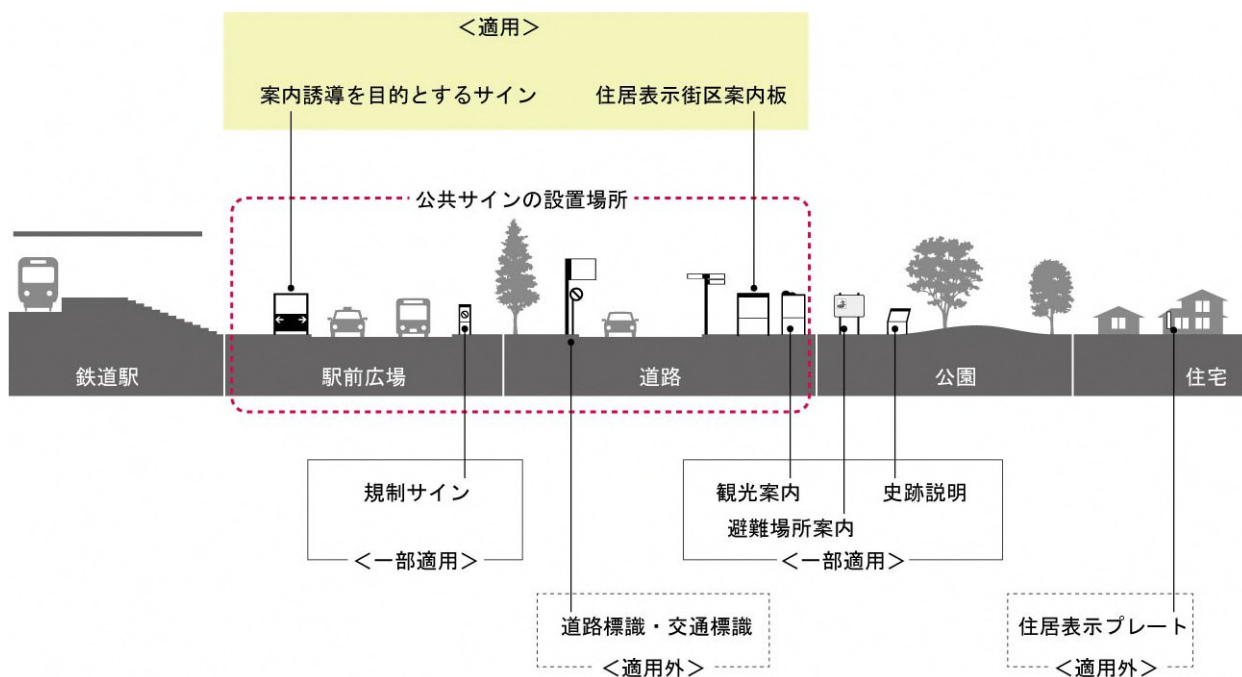 ＜適用＞
案内誘導を目的とするサイン
住居表示街区案内板
公共サインの設置場所
鉄道駅
駅前広場
道路
公園
住宅
規制サイン
＜一部適用＞
観光案内
史跡説明
避難場所案内
＜一部適用＞
道路標識・交通標識
＜適用外＞
住居表示プレート
＜適用外＞